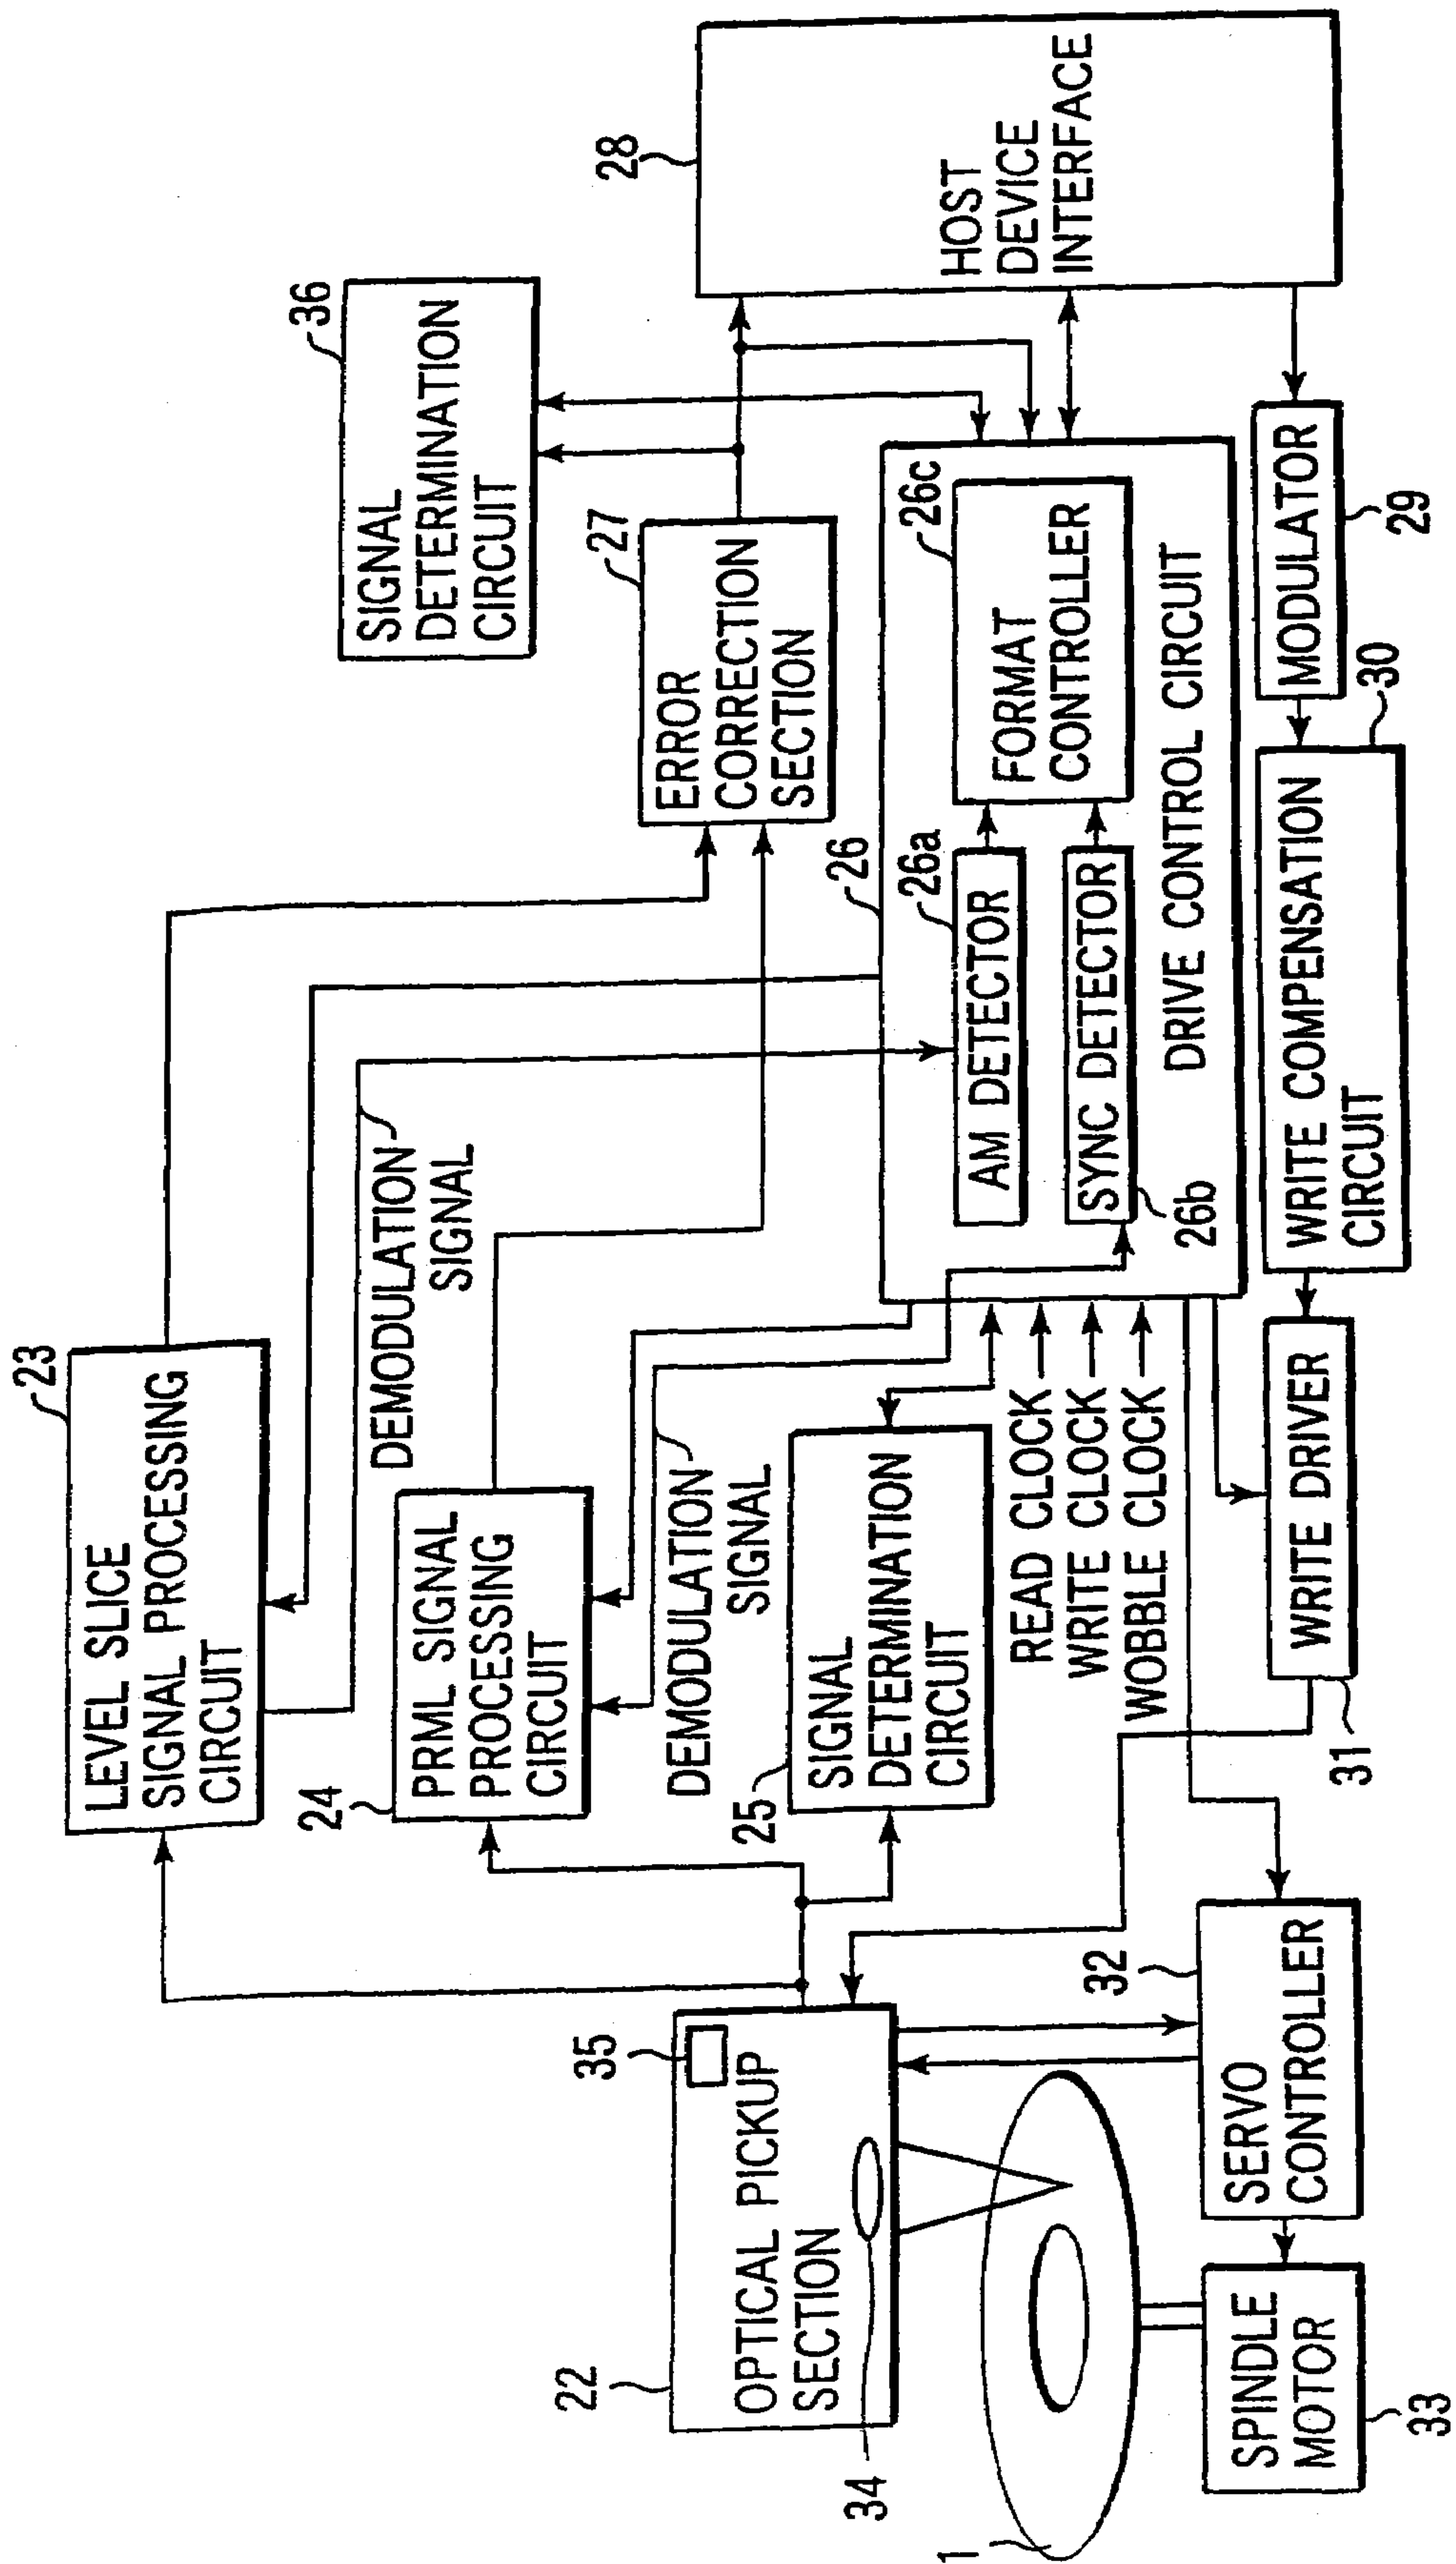 23
LEVEL SLICE
SIGNAL PROCESSING
CIRCUIT
36
SIGNAL
DETERMINATION
CIRCUIT
DEMODULATION
SIGNAL
24
PRML SIGNAL
PROCESSING
CIRCUIT
27
ERROR
CORRECTION
SECTION
28
HOST
DEVICE
INTERFACE
DEMODULATION
SIGNAL
25
SIGNAL
DETERMINATION
CIRCUIT
22
35
OPTICAL PICKUP
SECTION
34
26
26a
AM DETECTOR
26c
FORMAT
CONTROLLER
SYNC DETECTOR
26b
DRIVE CONTROL CIRCUIT
READ CLOCK
WRITE CLOCK
WOBBLE CLOCK
1
32
SERVO
CONTROLLER
SPINDLE
MOTOR
33
WRITE DRIVER
31
WRITE COMPENSATION
CIRCUIT
30
MODULATOR
29